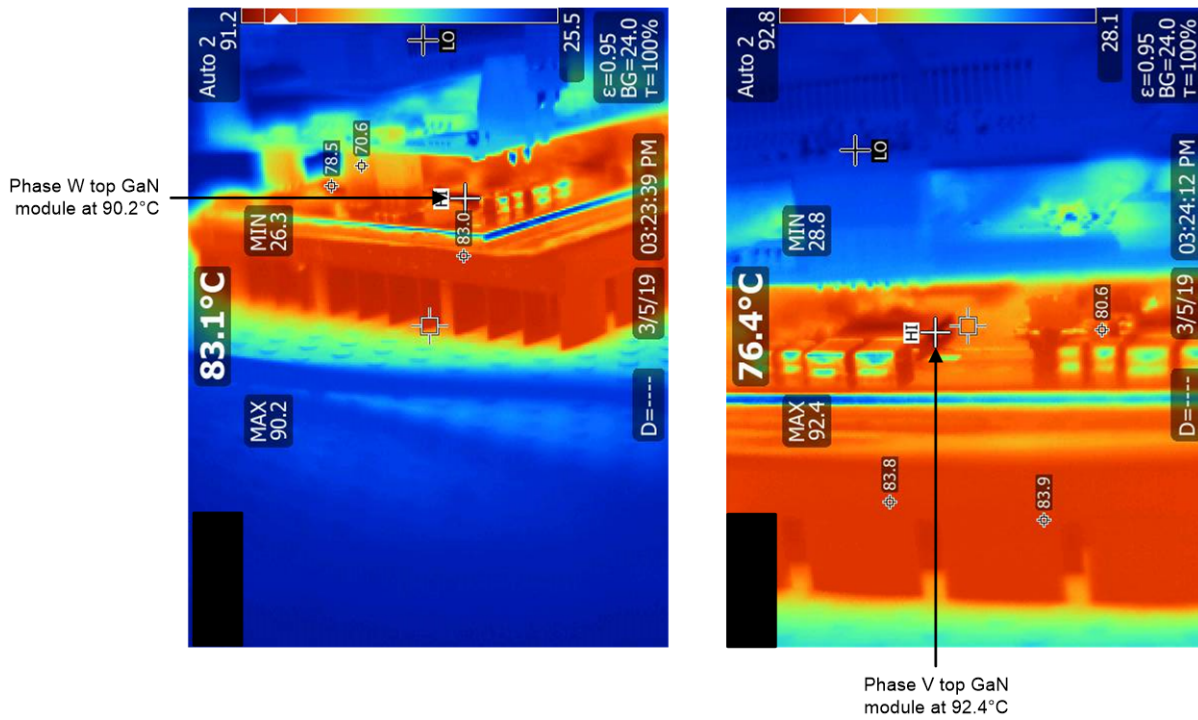 Phase W top GaN
module at 90.2°C
Auto 2
91.2
25.5
ε=0.95
BG=24.0
τ=100%
LO
78.5
70.6
83.0
MIN
26.3
83.1°C
MAX
90.2
03:23:39 PM
3/5/19
D=----
Auto 2
92.8
28.1
ε=0.95
BG=24.0
τ=100%
LO
HI
80.6
MIN
28.8
76.4°C
MAX
92.4
83.8
83.9
03:24:12 PM
3/5/19
D=----
Phase V top GaN
module at 92.4°C